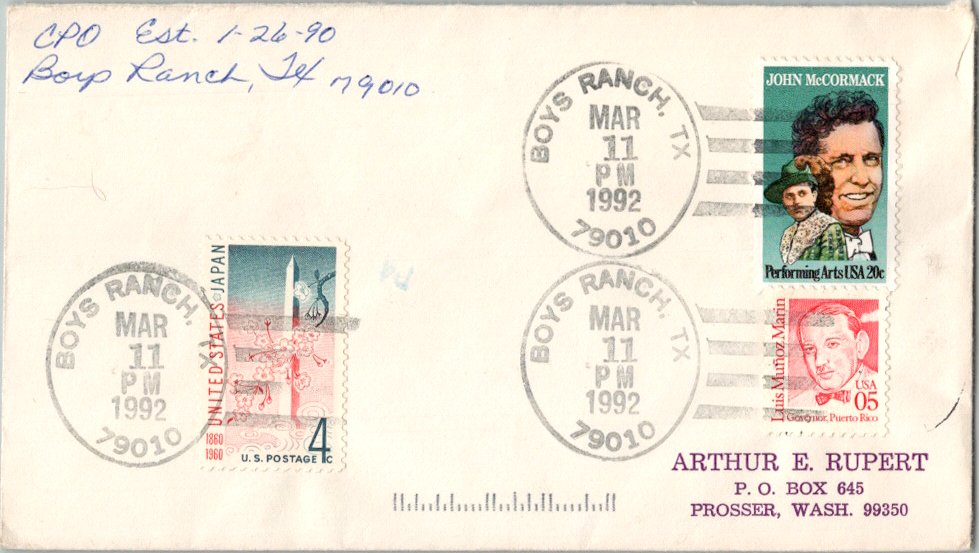 CPO Est. 1-26-90
Boys Ranch, Tex 79010
BOYS RANCH, TX
MAR
11
PM
1992
79010
JOHN McCORMACK
Performing Arts USA 20c
BOYS RANCH, TX
MAR
11
PM
1992
79010
Luis Muñoz Marín
Governor, Puerto Rico
USA
05
BOYS RANCH, TX
MAR
11
PM
1992
79010
UNITED STATES JAPAN
1860
1960
U.S. POSTAGE 4c
ARTHUR E. RUPERT
P. O. BOX 645
PROSSER, WASH. 99350